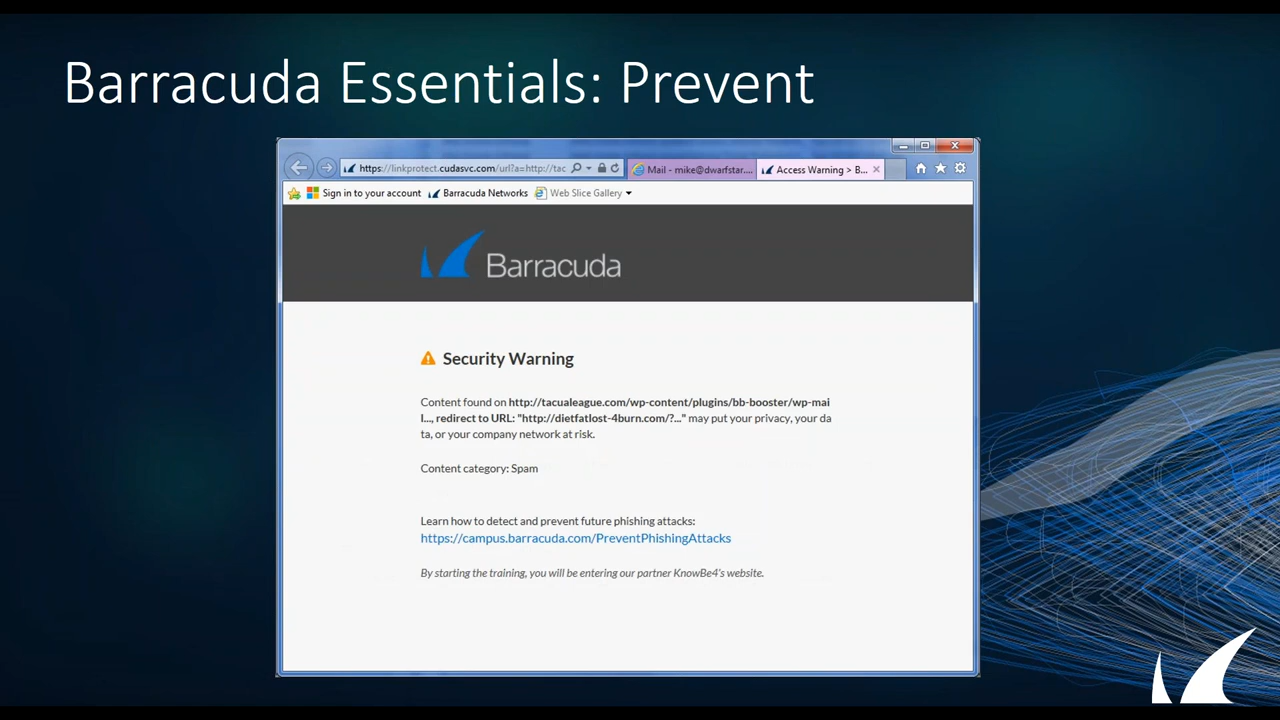 Barracuda Essentials: Prevent
https://linkprotect.cudasvc.com/url?a=http://tac
Mail - mike@dwarfstar....
Access Warning > B...
Sign in to your account
Barracuda Networks
Web Slice Gallery
Barracuda
Security Warning
Content found on http://tacualeague.com/wp-content/plugins/bb-booster/wp-mai
l..., redirect to URL: "http://dietfatlost-4burn.com/?..." may put your privacy, your da
ta, or your company network at risk.
Content category: Spam
Learn how to detect and prevent future phishing attacks:
https://campus.barracuda.com/PreventPhishingAttacks
By starting the training, you will be entering our partner KnowBe4's website.